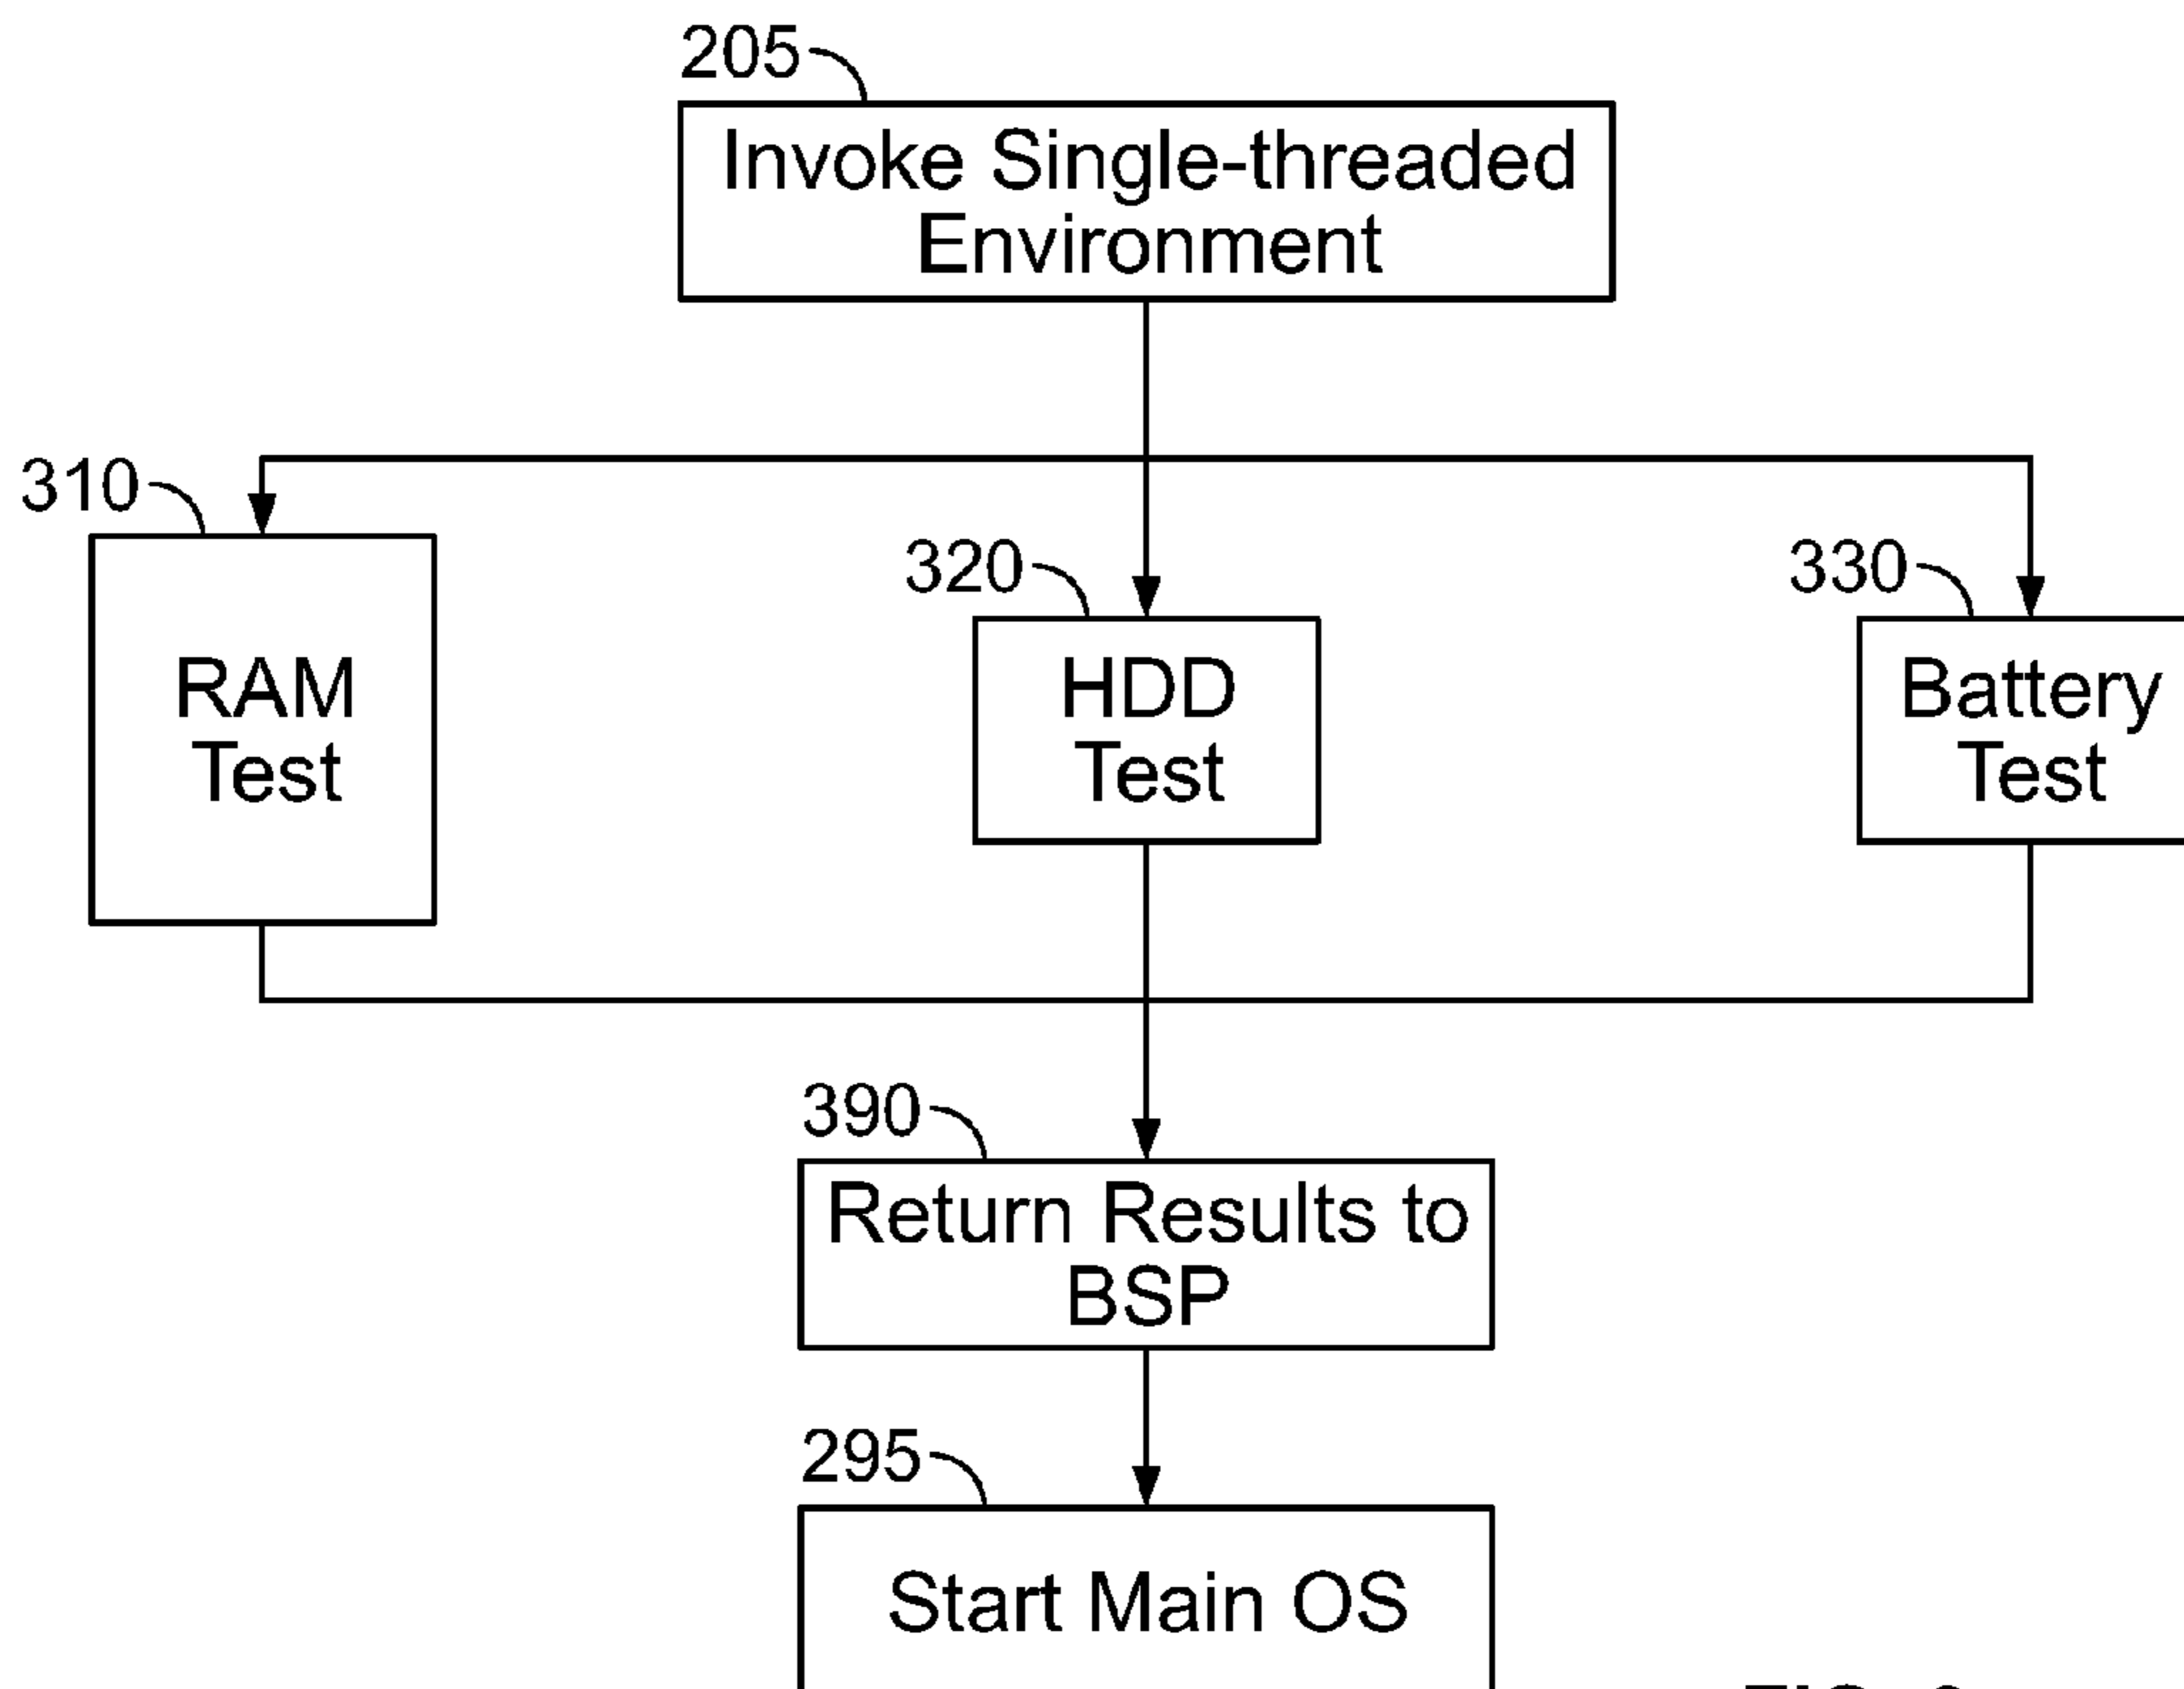 205
Invoke Single-threaded
Environment
310
320
330
RAM
Test
HDD
Test
Battery
Test
390
Return Results to
BSP
295
Start Main OS